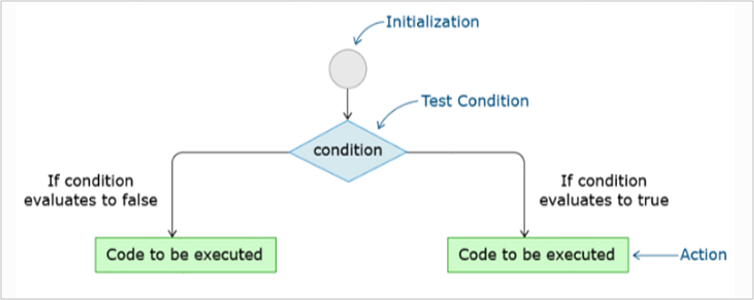 Initialization
Test Condition
condition
If condition
evaluates to false
If condition
evaluates to true
Code to be executed
Code to be executed
Action